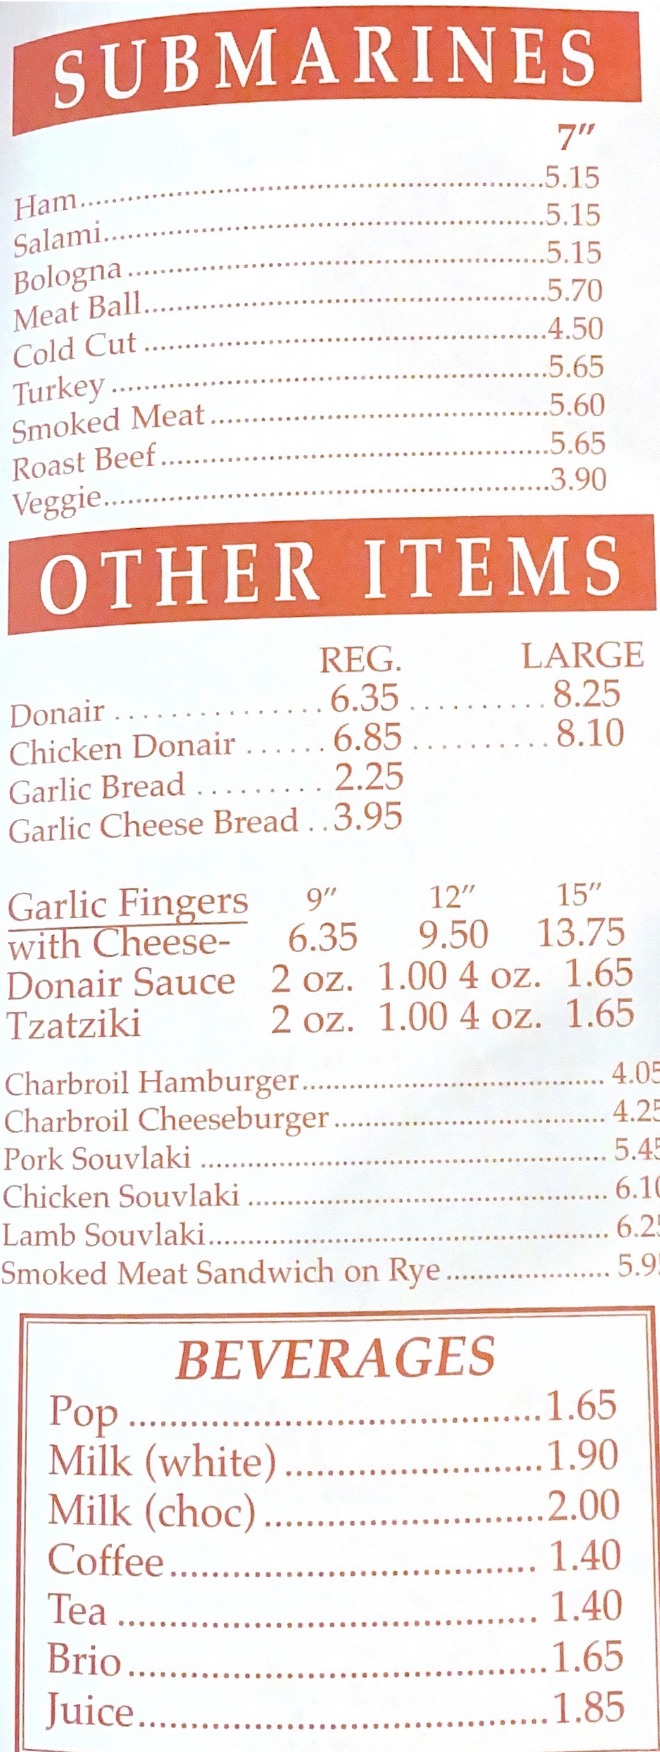 SUBMARINES
7"
Ham..........5.15
Salami..........5.15
Bologna..........5.15
Meat Ball..........5.70
Cold Cut..........4.50
Turkey..........5.65
Smoked Meat..........5.60
Roast Beef..........5.65
Veggie..........3.90
OTHER ITEMS
REG. LARGE
Donair .......... 6.35 .......... 8.25
Chicken Donair ...... 6.85 .......... 8.10
Garlic Bread ......... 2.25
Garlic Cheese Bread ..3.95
Garlic Fingers 9" 12" 15"
with Cheese- 6.35 9.50 13.75
Donair Sauce 2 oz. 1.00 4 oz. 1.65
Tzatziki 2 oz. 1.00 4 oz. 1.65
Charbroil Hamburger.......... 4.05
Charbroil Cheeseburger.......... 4.25
Pork Souvlaki .......... 5.45
Chicken Souvlaki .......... 6.10
Lamb Souvlaki.......... 6.25
Smoked Meat Sandwich on Rye .......... 5.9
BEVERAGES
Pop ..........1.65
Milk (white) ..........1.90
Milk (choc) ..........2.00
Coffee.......... 1.40
Tea .......... 1.40
Brio..........1.65
Juice..........1.85